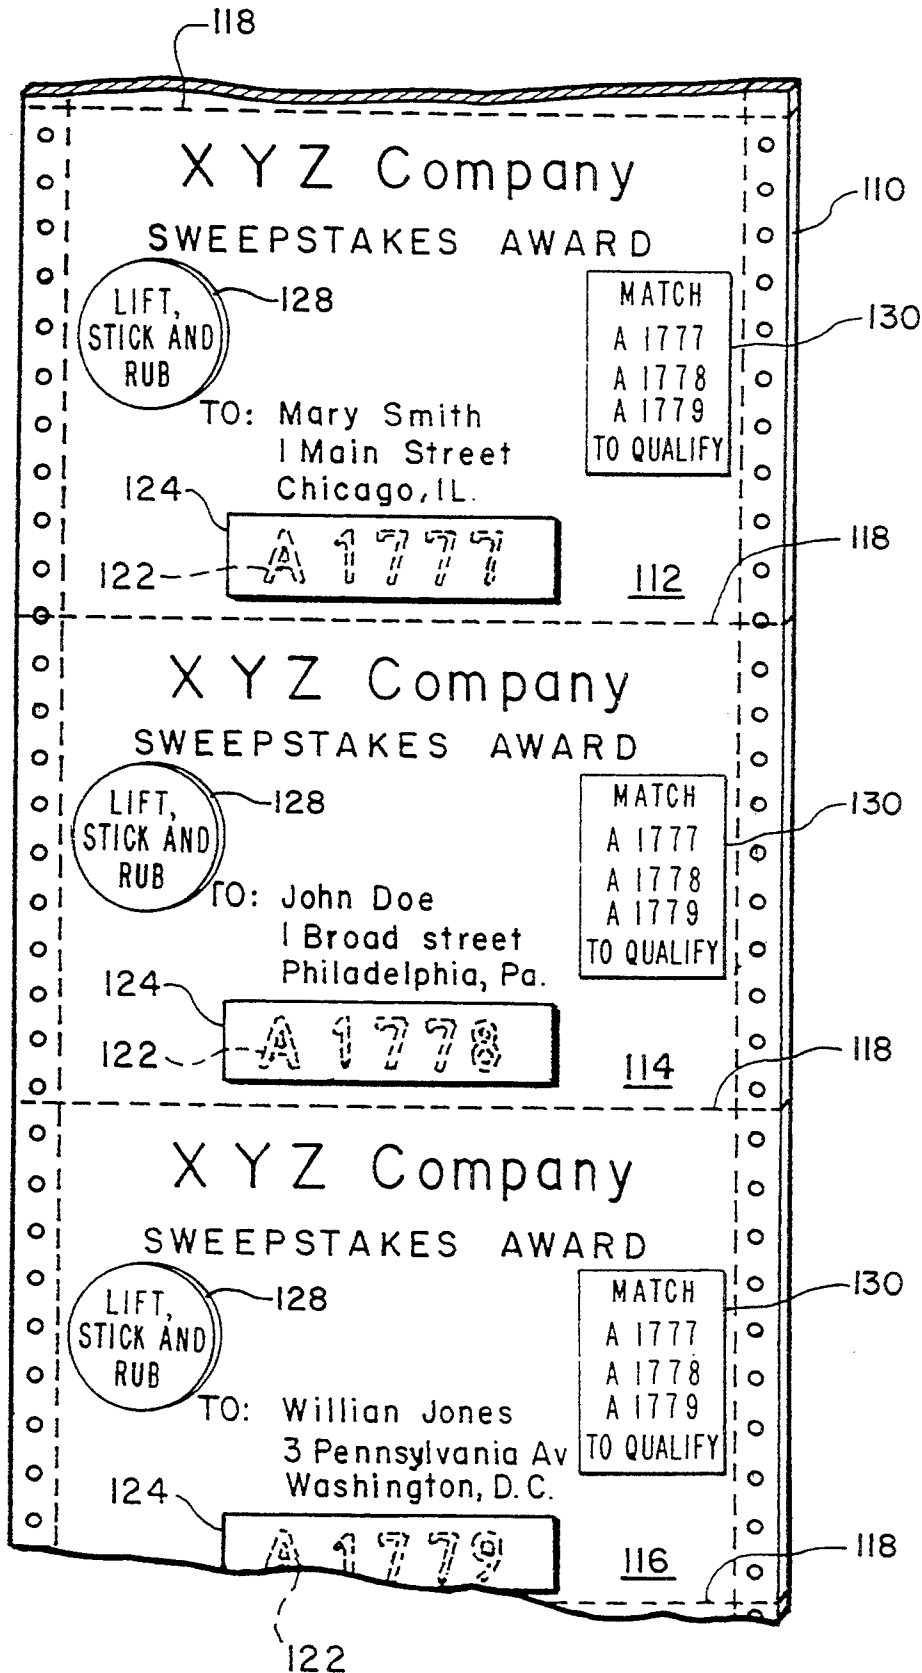 118
XYZ Company
110
SWEEPSTAKES AWARD
LIFT,
STICK AND
RUB
128
MATCH
A 1777
A 1778
A 1779
TO QUALIFY
130
TO: Mary Smith
1 Main Street
Chicago, IL.
124
A 1777
122
112
118
XYZ Company
SWEEPSTAKES AWARD
LIFT,
STICK AND
RUB
128
MATCH
A 1777
A 1778
A 1779
TO QUALIFY
130
TO: John Doe
1 Broad street
Philadelphia, Pa.
124
A 1778
122
114
118
XYZ Company
SWEEPSTAKES AWARD
LIFT,
STICK AND
RUB
128
MATCH
A 1777
A 1778
A 1779
TO QUALIFY
130
TO: Willian Jones
3 Pennsylvania Av
Washington, D.C.
124
A 1779
116
118
122